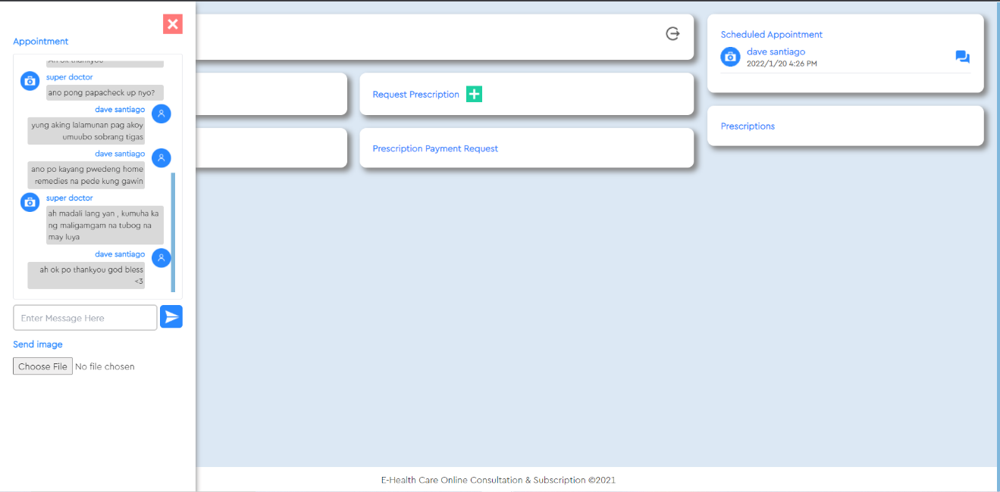 Appointment
Ah ok thankyou
super doctor
ano pong papacheck up nyo?
dave santiago
yung aking lalamunan pag akoy
umuubo sobrang tigas
dave santiago
ano po kayang pwedeng home
remedies na pede kung gawin
super doctor
ah madali lang yan , kumuha ka
ng maligamgam na tubog na
may luya
dave santiago
ah ok po thankyou god bless
<3
Enter Message Here
Send image
Choose File No file chosen
Request Prescription
Prescription Payment Request
Scheduled Appointment
dave santiago
2022/1/20 4:26 PM
Prescriptions
E-Health Care Online Consultation & Subscription ©2021